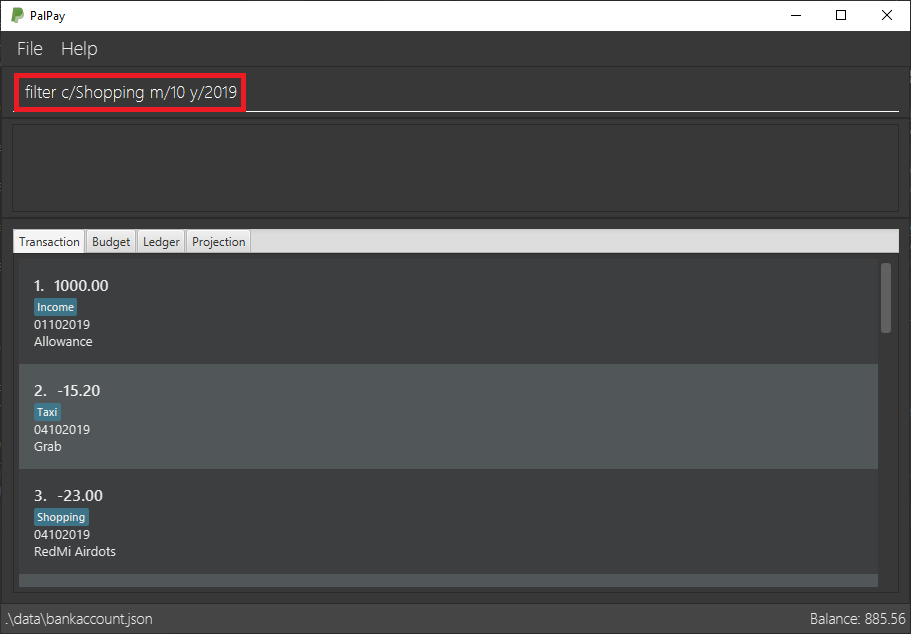 PalPay
File Help
filter c/Shopping m/10 y/2019
Transaction Budget Ledger Projection
1. 1000.00
Income
01102019
Allowance
2. -15.20
Taxi
04102019
Grab
3. -23.00
Shopping
04102019
RedMi Airdots
.\data\bankaccount.json Balance: 885.56